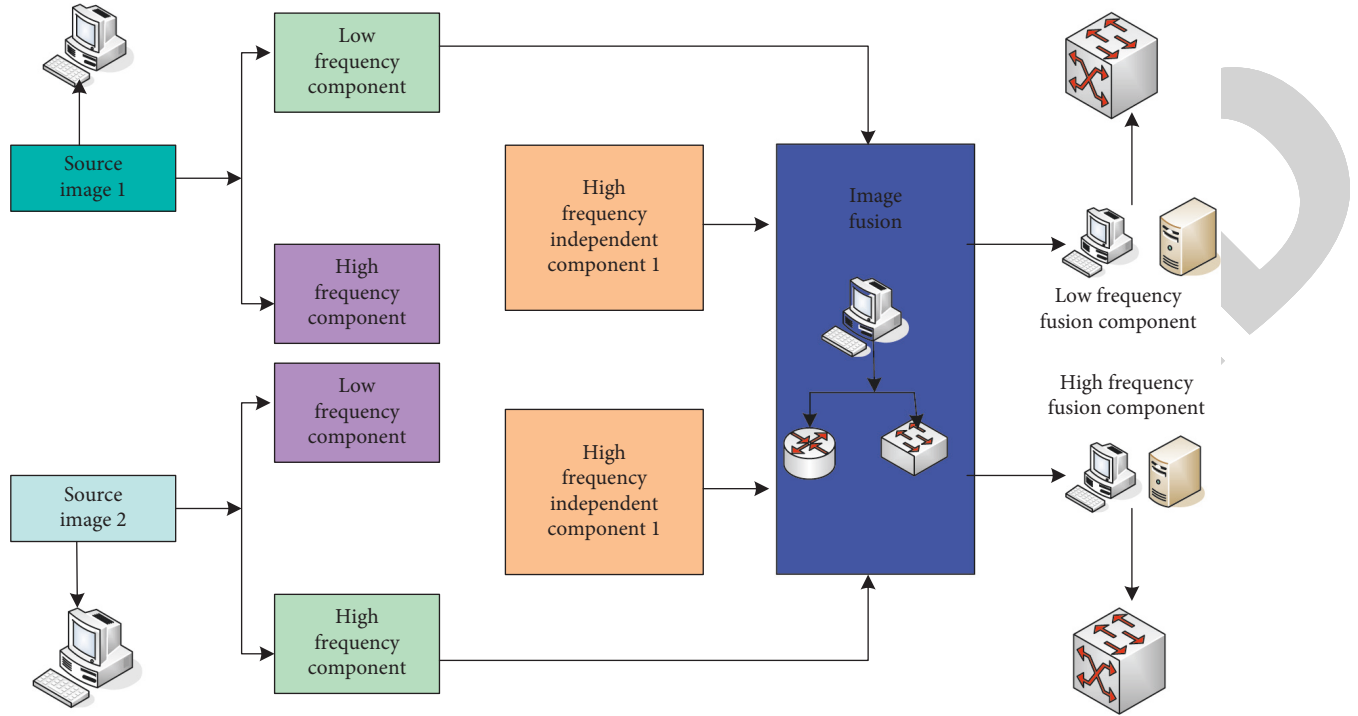 Low
frequency
component
Source
image 1
High
frequency
component
High
frequency
independent
component 1
Image
fusion
Low frequency
fusion component
Low
frequency
component
High frequency
fusion component
High
frequency
independent
component 1
Source
image 2
High
frequency
component